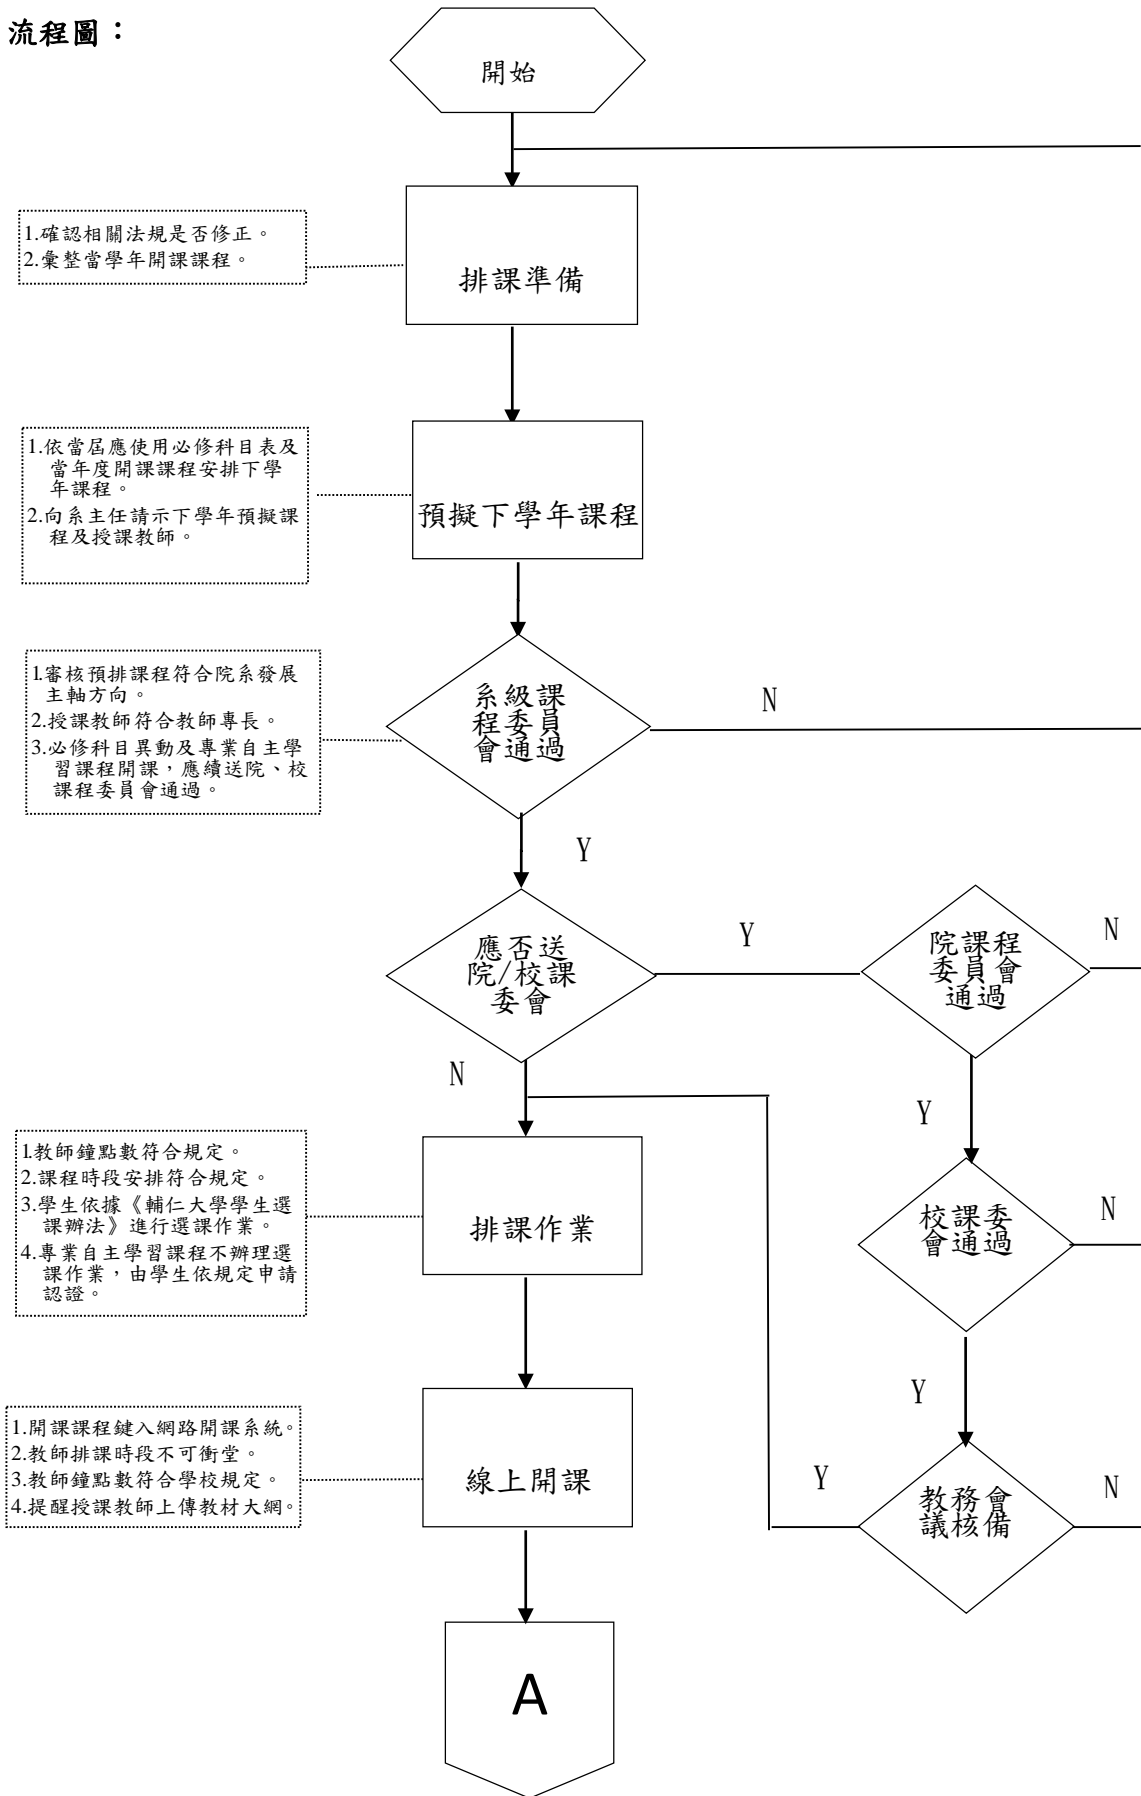 流程圖：
開始
1.確認相關法規是否修正。
2.彙整當學年開課課程。
排課準備
1.依當屆應使用必修科目表及
當年度開課課程安排下學
年課程。
2.向系主任請示下學年預擬課
程及授課教師。
預擬下學年課程
1.審核預排課程符合院系發展
主軸方向。
2.授課教師符合教師專長。
3.必修科目異動及專業自主學
習課程開課，應續送院、校
課程委員會通過。
系級課
程委員
會通過
N
Y
應否送
院/校課
委會
Y
院課程
委員會
通過
N
N
Y
1.教師鐘點數符合規定。
2.課程時段安排符合規定。
3.學生依據《輔仁大學學生選
課辦法》進行選課作業。
4.專業自主學習課程不辦理選
課作業，由學生依規定申請
認證。
排課作業
校課委
會通過
N
Y
1.開課課程鍵入網路開課系統。
2.教師排課時段不可衝堂。
3.教師鐘點數符合學校規定。
4.提醒授課教師上傳教材大網。
線上開課
Y
教務會
議核備
N
A